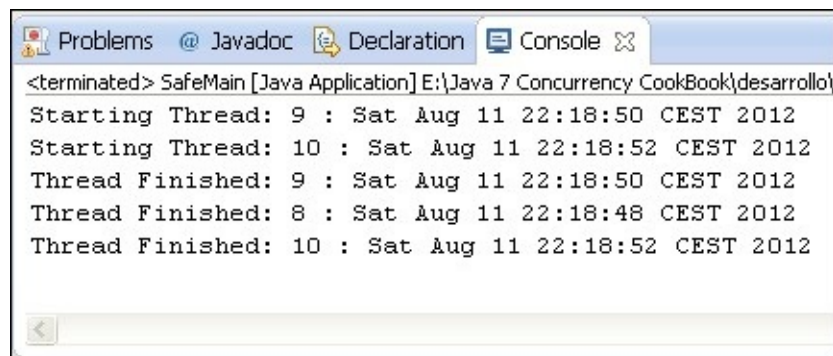 Problems @ Javadoc Declaration Console
<terminated> SafeMain [Java Application] E:\Java 7 Concurrency CookBook\desarrollo\
Starting Thread: 9 : Sat Aug 11 22:18:50 CEST 2012
Starting Thread: 10 : Sat Aug 11 22:18:52 CEST 2012
Thread Finished: 9 : Sat Aug 11 22:18:50 CEST 2012
Thread Finished: 8 : Sat Aug 11 22:18:48 CEST 2012
Thread Finished: 10 : Sat Aug 11 22:18:52 CEST 2012